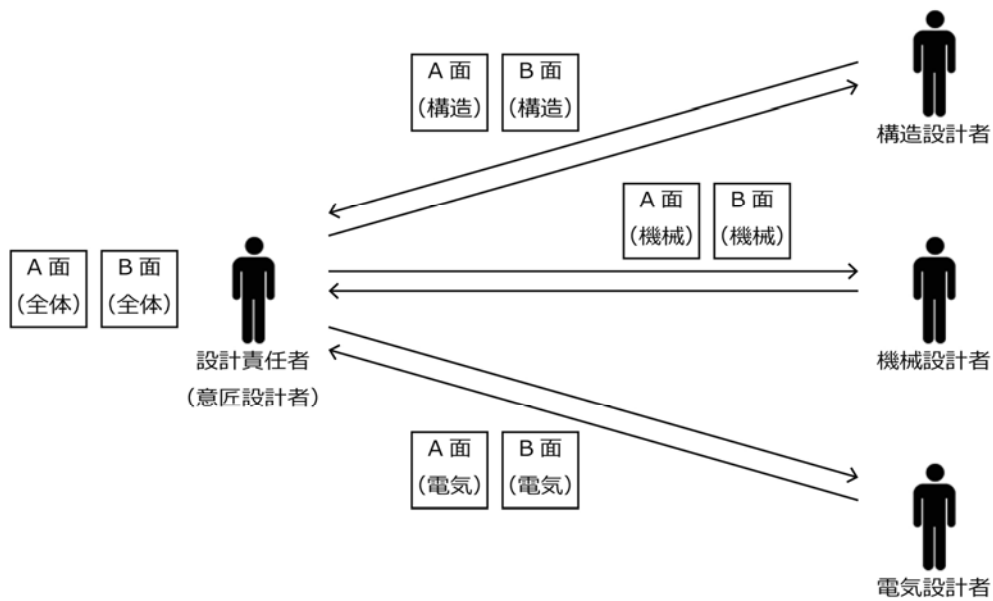 A 面
(構造)
B 面
(構造)
構造設計者
A 面
(機械)
B 面
(機械)
A 面
(全体)
B 面
(全体)
設計責任者
(意匠設計者)
機械設計者
A 面
(電気)
B 面
(電気)
電気設計者